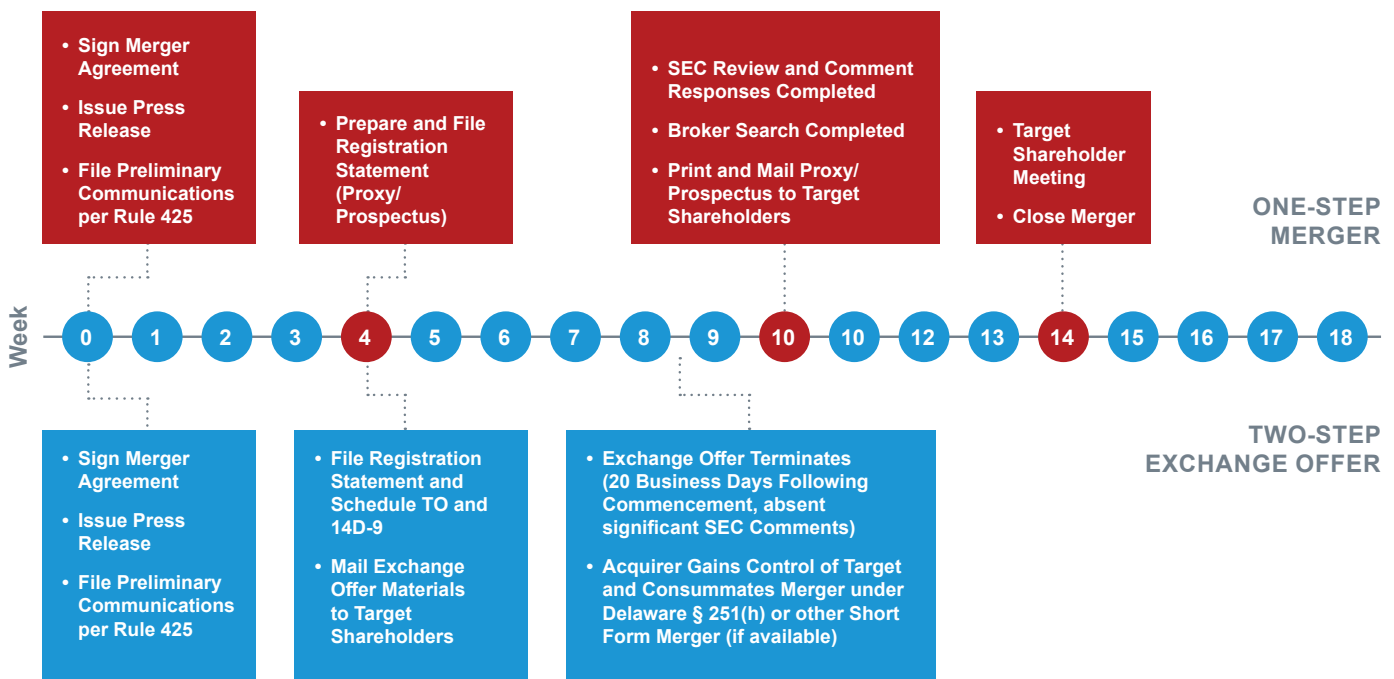 • Sign Merger
Agreement
• Issue Press
Release
• File Preliminary
Communications
per Rule 425
• Prepare and File
Registration
Statement
(Proxy/
Prospectus)
• SEC Review and Comment
Responses Completed
• Broker Search Completed
• Print and Mail Proxy/
Prospectus to Target
Shareholders
• Target
Shareholder
Meeting
• Close Merger
ONE-STEP
MERGER
Week
0 1 2 3 4 5 6 7 8 9 10 10 12 13 14 15 16 17 18
• Sign Merger
Agreement
• Issue Press
Release
• File Preliminary
Communications
per Rule 425
• File Registration
Statement and
Schedule TO and
14D-9
• Mail Exchange
Offer Materials
to Target
Shareholders
• Exchange Offer Terminates
(20 Business Days Following
Commencement, absent
significant SEC Comments)
• Acquirer Gains Control of Target
and Consummates Merger under
Delaware § 251(h) or other Short
Form Merger (if available)
TWO-STEP
EXCHANGE OFFER